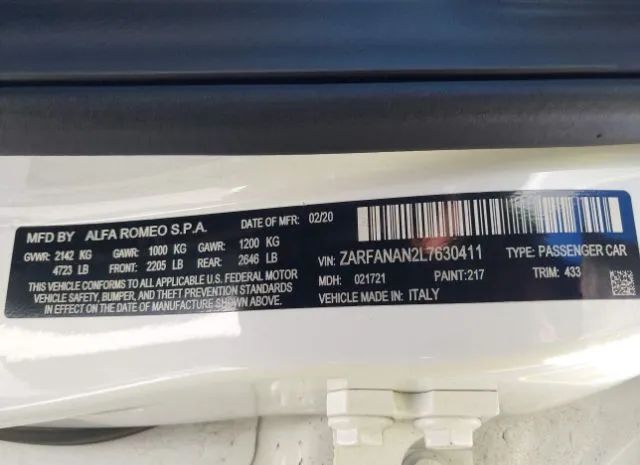 MFD BY ALFA ROMEO S.P.A. DATE OF MFR: 02/20
GVWR: 2142 KG GAWR: 1000 KG GAWR: 1200 KG
4723 LB FRONT: 2205 LB REAR: 2646 LB
THIS VEHICLE CONFORMS TO ALL APPLICABLE U.S. FEDERAL MOTOR
VEHICLE SAFETY, BUMPER, AND THEFT PREVENTION STANDARDS
IN EFFECT ON THE DATE OF MANUFACTURE SHOWN ABOVE.
VIN: ZARFANAN2L7630411 TYPE: PASSENGER CAR
MDH: 021721 PAINT: 217 TRIM: 433
VEHICLE MADE IN: ITALY